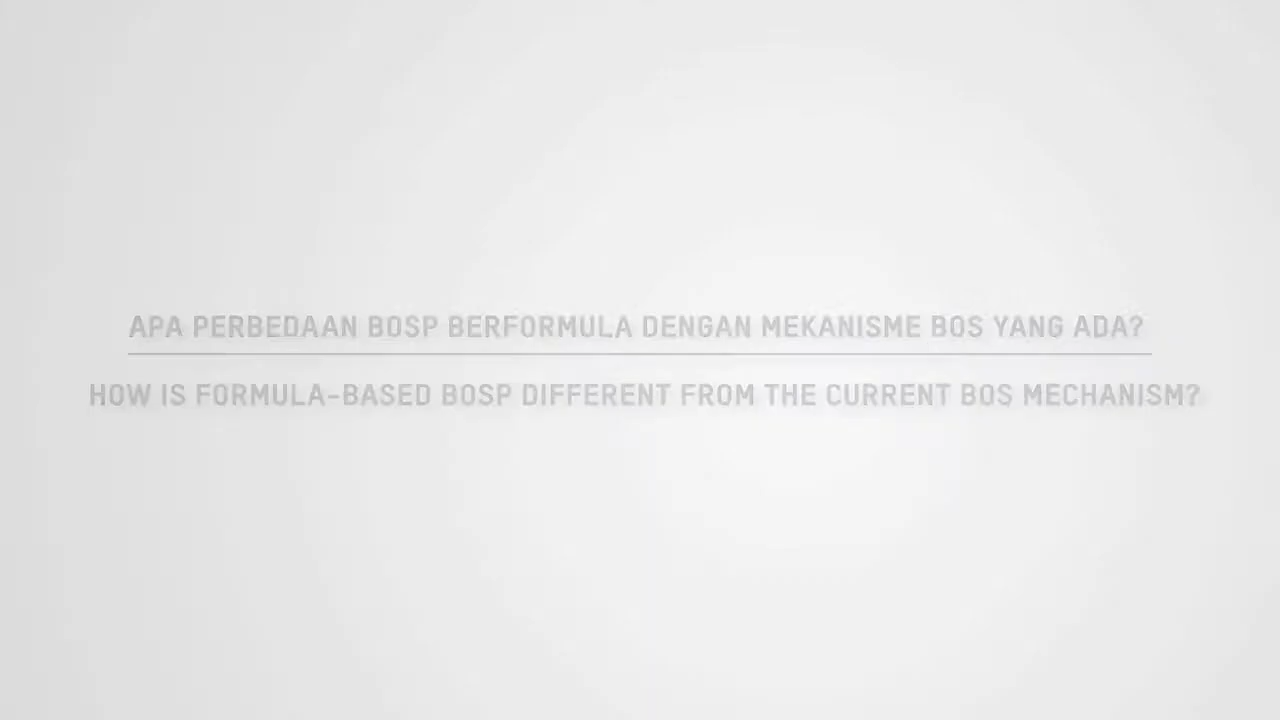 APA PERBEDAAN BOSP BERFORMULA DENGAN MEKANISME BOS YANG ADA?
HOW IS FORMULA-BASED BOSP DIFFERENT FROM THE CURRENT BOS MECHANISM?